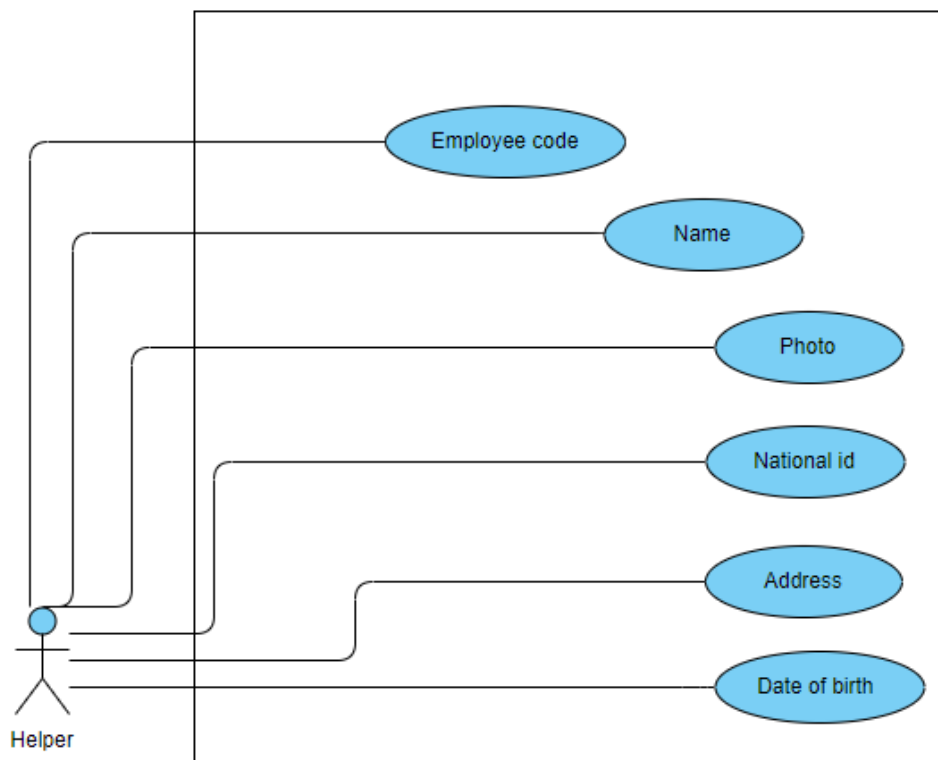 Employee code
Name
Photo
National id
Address
Date of birth
Helper